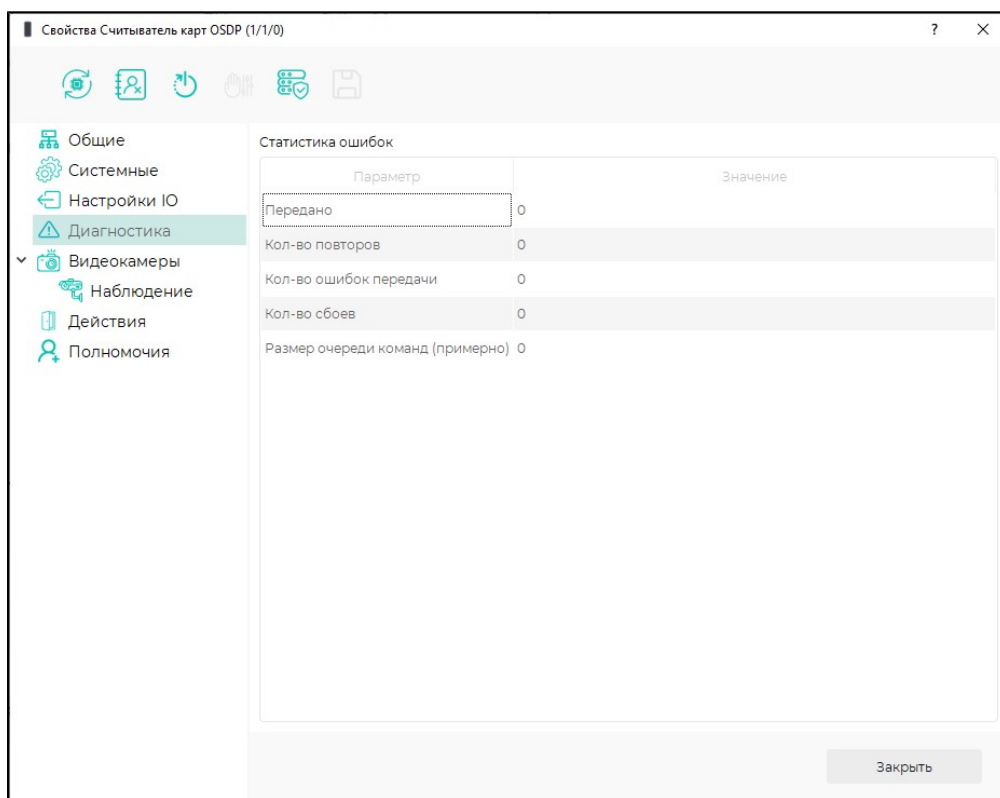 Свойства Считыватель карт OSDP (1/1/0)
Общие
Системные
Настройки IO
Диагностика
Видеокамеры
Наблюдение
Действия
Полномочия
Статистика ошибок
Параметр Значение
Передано 0
Кол-во повторов 0
Кол-во ошибок передачи 0
Кол-во сбоев 0
Размер очереди команд (примерно) 0
Закрыть